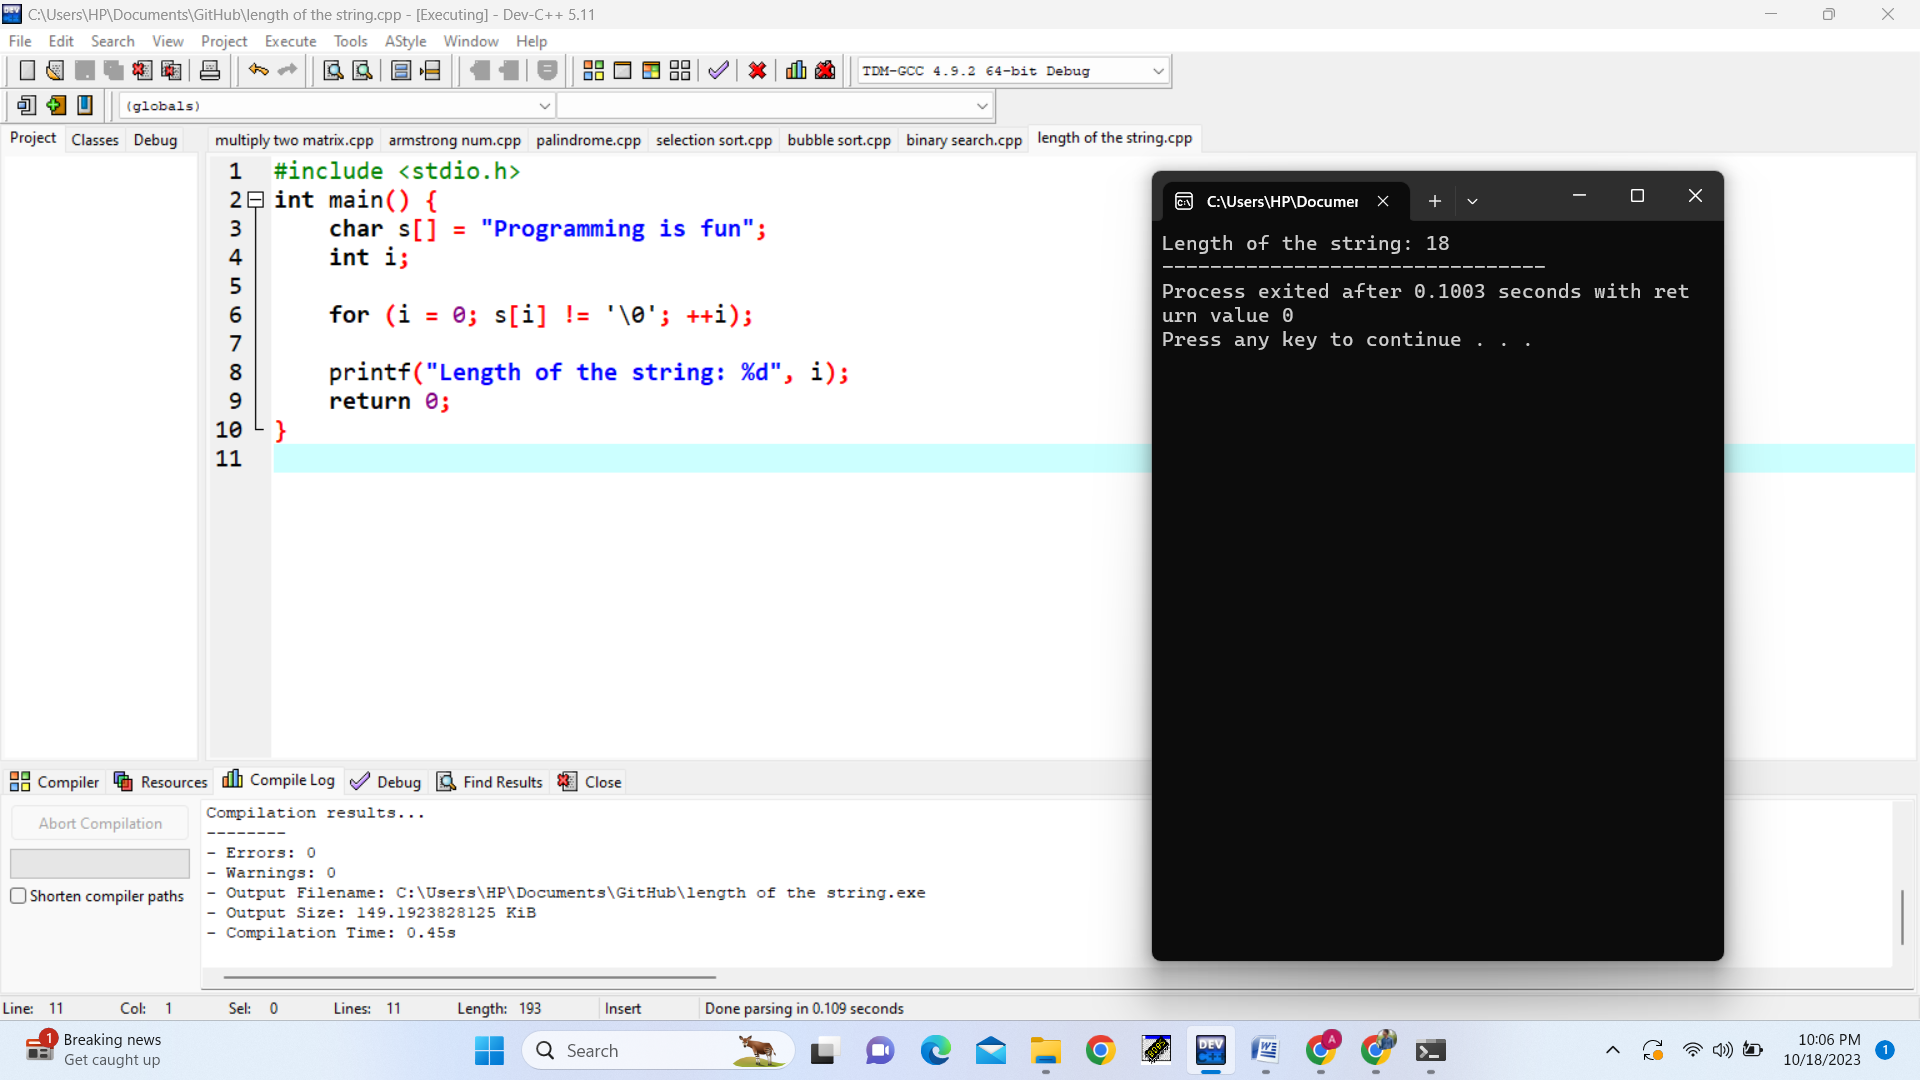 C:\Users\HP\Documents\GitHub\length of the string.cpp - [Executing] - Dev-C++ 5.11
File Edit Search View Project Execute Tools AStyle Window Help
TDM-GCC 4.9.2 64-bit Debug
(globals)
Project Classes Debug
multiply two matrix.cpp armstrong num.cpp palindrome.cpp selection sort.cpp bubble sort.cpp binary search.cpp length of the string.cpp
1 #include <stdio.h>
2 int main() {
3 char s[] = "Programming is fun";
4 int i;
5
6 for (i = 0; s[i] != '\0'; ++i);
7
8 printf("Length of the string: %d", i);
9 return 0;
10 }
11
C:\Users\HP\Documer
Length of the string: 18
--------------------------------
Process exited after 0.1003 seconds with ret
urn value 0
Press any key to continue . . .
Compiler Resources Compile Log Debug Find Results Close
Abort Compilation
Shorten compiler paths
Compilation results...
--------
- Errors: 0
- Warnings: 0
- Output Filename: C:\Users\HP\Documents\GitHub\length of the string.exe
- Output Size: 149.1923828125 KiB
- Compilation Time: 0.45s
Line: 11 Col: 1 Sel: 0 Lines: 11 Length: 193 Insert Done parsing in 0.109 seconds
1
Breaking news
Get caught up
Search
DEV
A
10:06 PM
10/18/2023
1